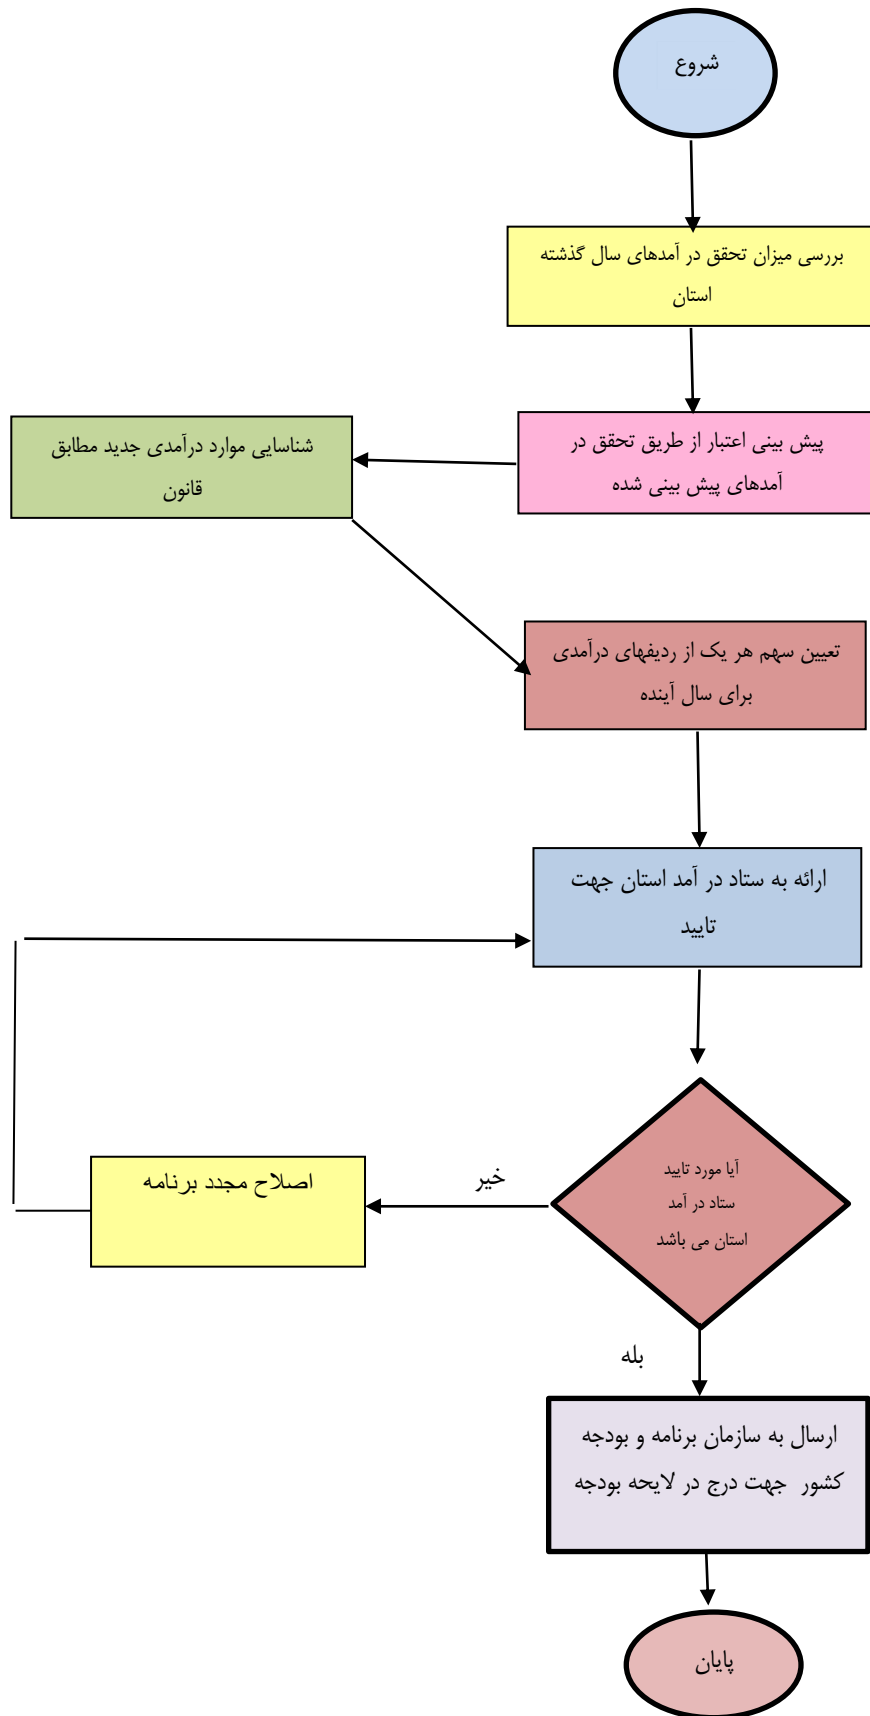 شروع
بررسی میزان تحقق در آمدهای سال گذشته
استان
پیش بینی اعتبار از طریق تحقق در
آمدهای پیش بینی شده
شناسایی موارد درآمدی جدید مطابق
قانون
تعیین سهم هر یک از ردیفهای درآمدی
برای سال آینده
ارائه به ستاد در آمد استان جهت
تایید
آیا مورد تایید
ستاد در آمد
استان می باشد
خیر
اصلاح مجدد برنامه
بله
ارسال به سازمان برنامه و بودجه
کشور جهت درج در لایحه بودجه
پایان